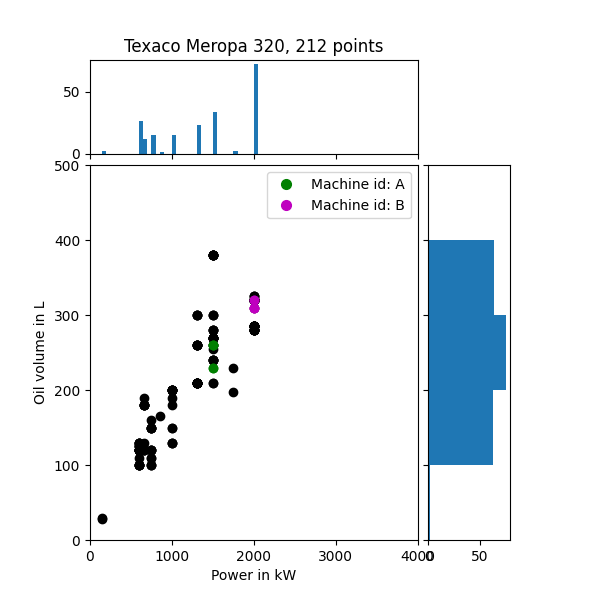 Texaco Meropa 320, 212 points
50
0
500
400
300
200
100
0
Oil volume in L
Machine id: A
Machine id: B
0 1000 2000 3000 4000
Power in kW
0 50